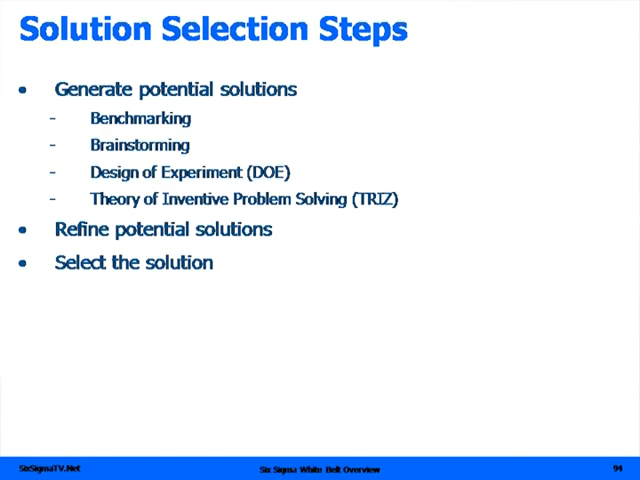 Solution Selection Steps
• Generate potential solutions
- Benchmarking
- Brainstorming
- Design of Experiment (DOE)
- Theory of Inventive Problem Solving (TRIZ)
• Refine potential solutions
• Select the solution
SixSigmaTV.Net Six Sigma White Belt Overview 94